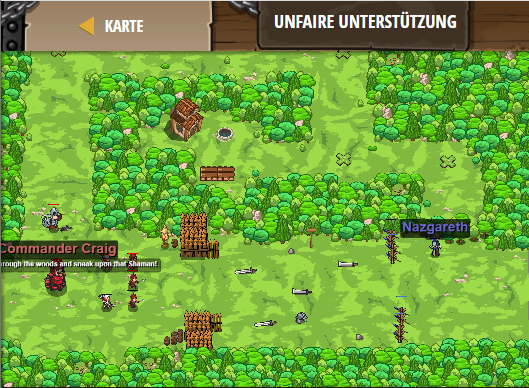 KARTE
UNFAIRE UNTERSTÜTZUNG
Nazgareth
Commander Craig
rough the woods and sneak upon that Shaman!